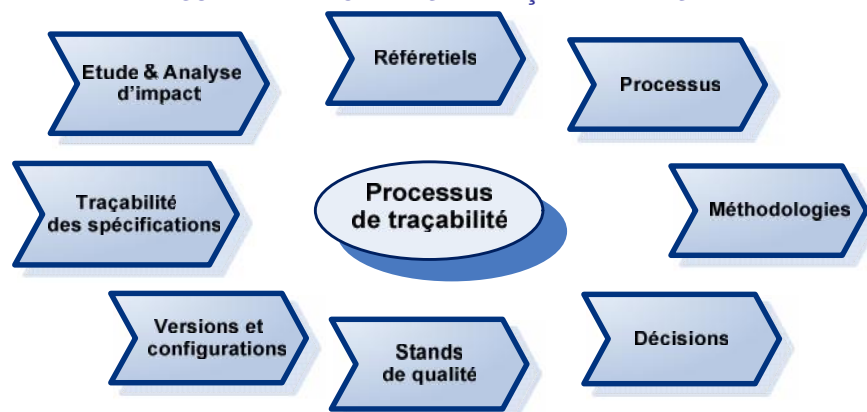 Référetiels
Etude & Analyse
d'impact
Processus
Traçabilité
des spécifications
Processus
de traçabilité
Méthodologies
Versions et
configurations
Stands
de qualité
Décisions